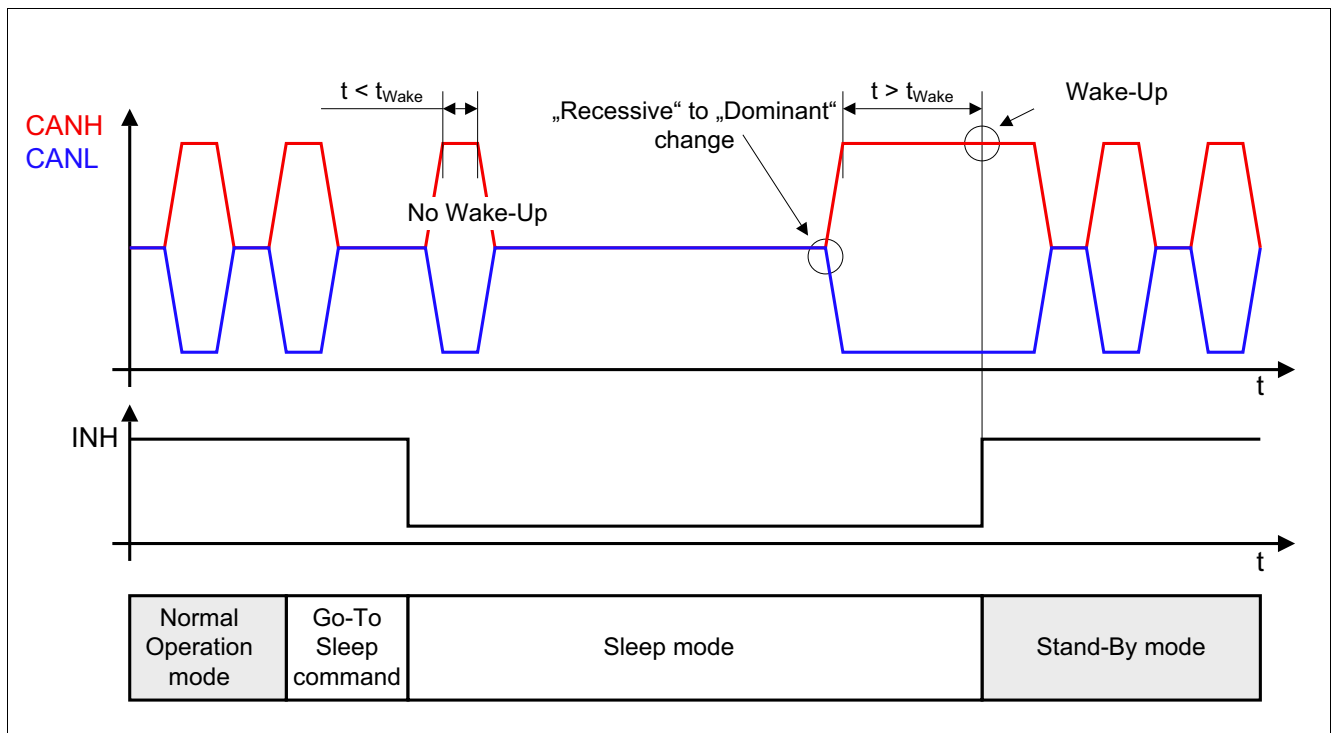 t < tWake
„Recessive“ to „Dominant“
change
t > tWake
Wake-Up
CANH
CANL
No Wake-Up
t
INH
t
Normal
Operation
mode
Go-To
Sleep
command
Sleep mode
Stand-By mode